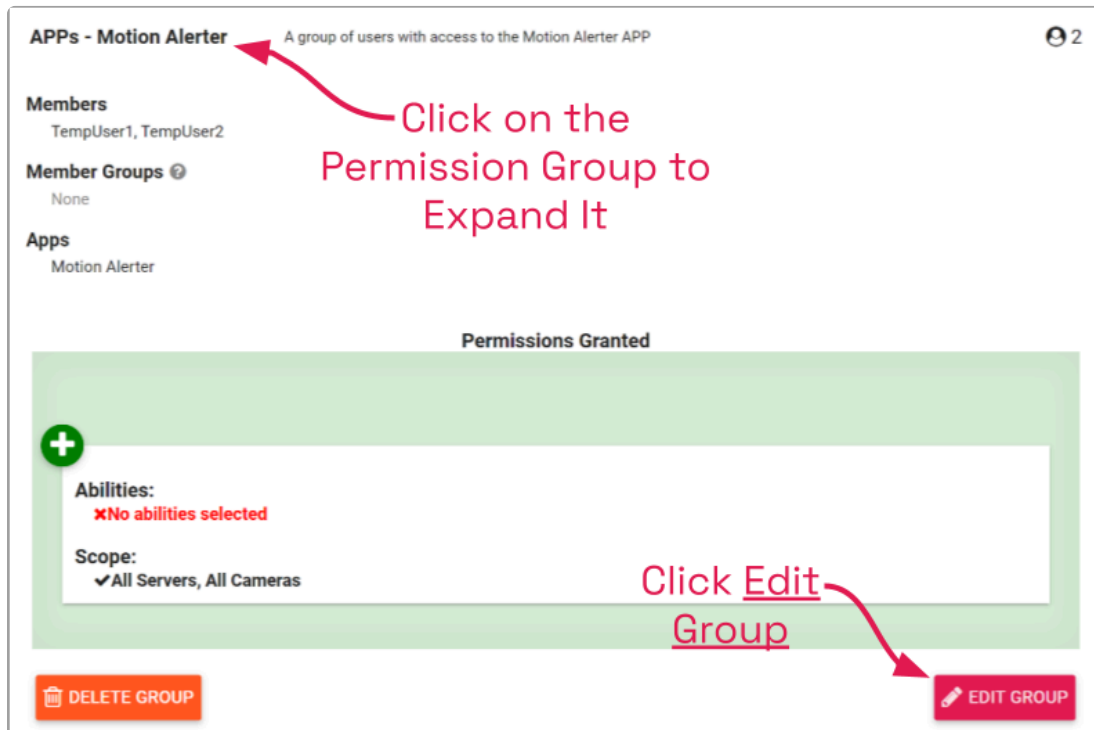 APPs - Motion Alerter A group of users with access to the Motion Alerter APP 2
Members
TempUser1, TempUser2
Click on the
Permission Group to
Expand It
Member Groups
None
Apps
Motion Alerter
Permissions Granted
Abilities:
No abilities selected
Scope:
All Servers, All Cameras
Click Edit
Group
DELETE GROUP
EDIT GROUP